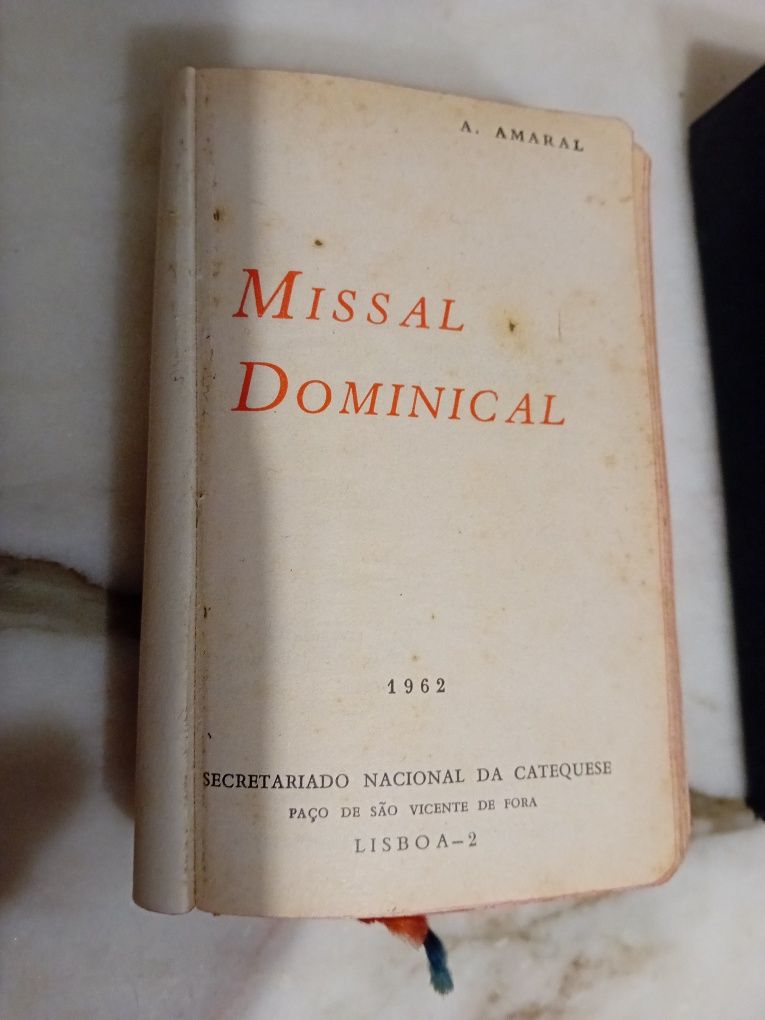 A. AMARAL
MISSAL
DOMINICAL
1962
SECRETARIADO NACIONAL DA CATEQUESE
PAÇO DE SÃO VICENTE DE FORA
LISBOA-2